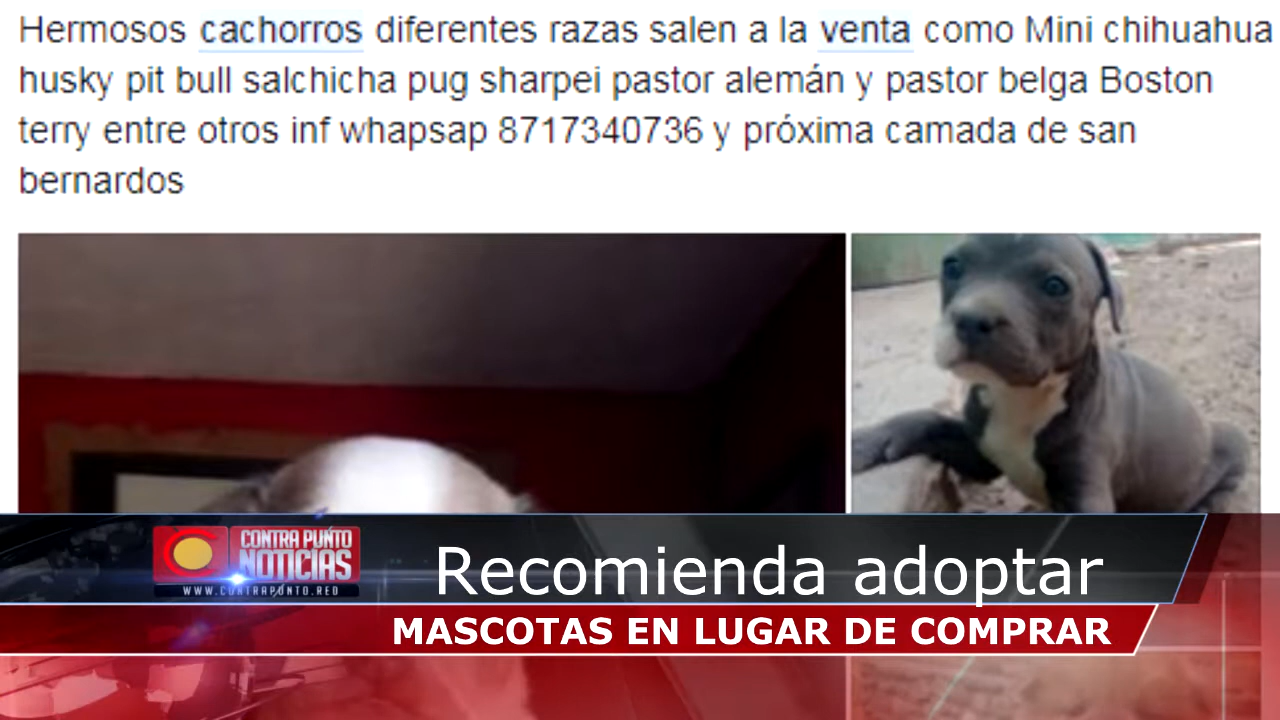 Hermosos cachorros diferentes razas salen a la venta como Mini chihuahua
husky pit bull salchicha pug sharpei pastor alemán y pastor belga Boston
terry entre otros inf whapsap 8717340736 y próxima camada de san
bernardos
CONTRA PUNTO
NOTICIAS
WWW.CONTRAPUNTO.RED
Recomienda adoptar
MASCOTAS EN LUGAR DE COMPRAR